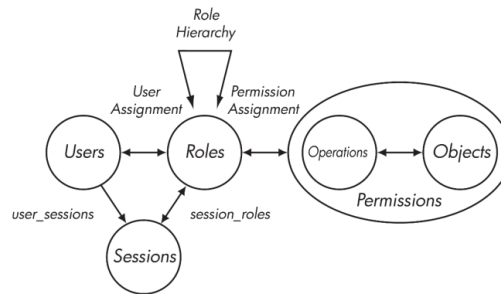 Role
Hierarchy
User
Assignment
Permission
Assignment
Users
Roles
Operations
Objects
Permissions
user_sessions
session_roles
Sessions